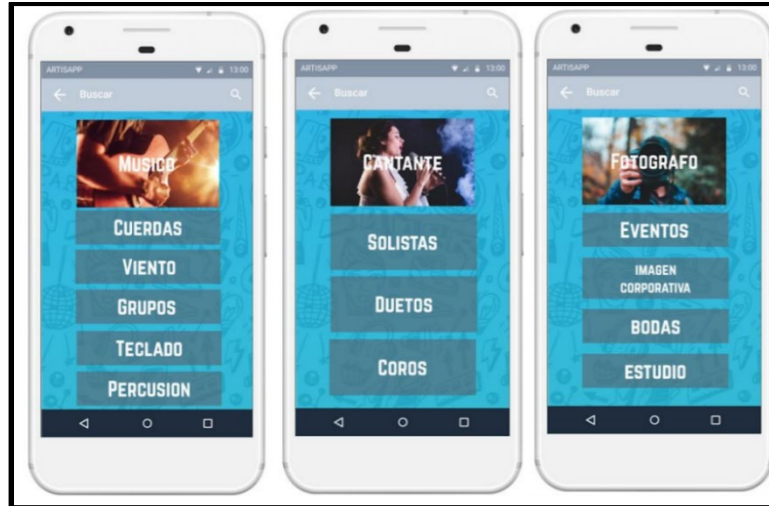 ARTISAPP 13:00
Buscar
MUSICO
CUERDAS
VIENTO
GRUPOS
TECLADO
PERCUSION
ARTISAPP 13:00
Buscar
CANTANTE
SOLISTAS
DUETOS
COROS
ARTISAPP 13:00
Buscar
FOTOGRAFO
EVENTOS
IMAGEN
CORPORATIVA
BODAS
ESTUDIO